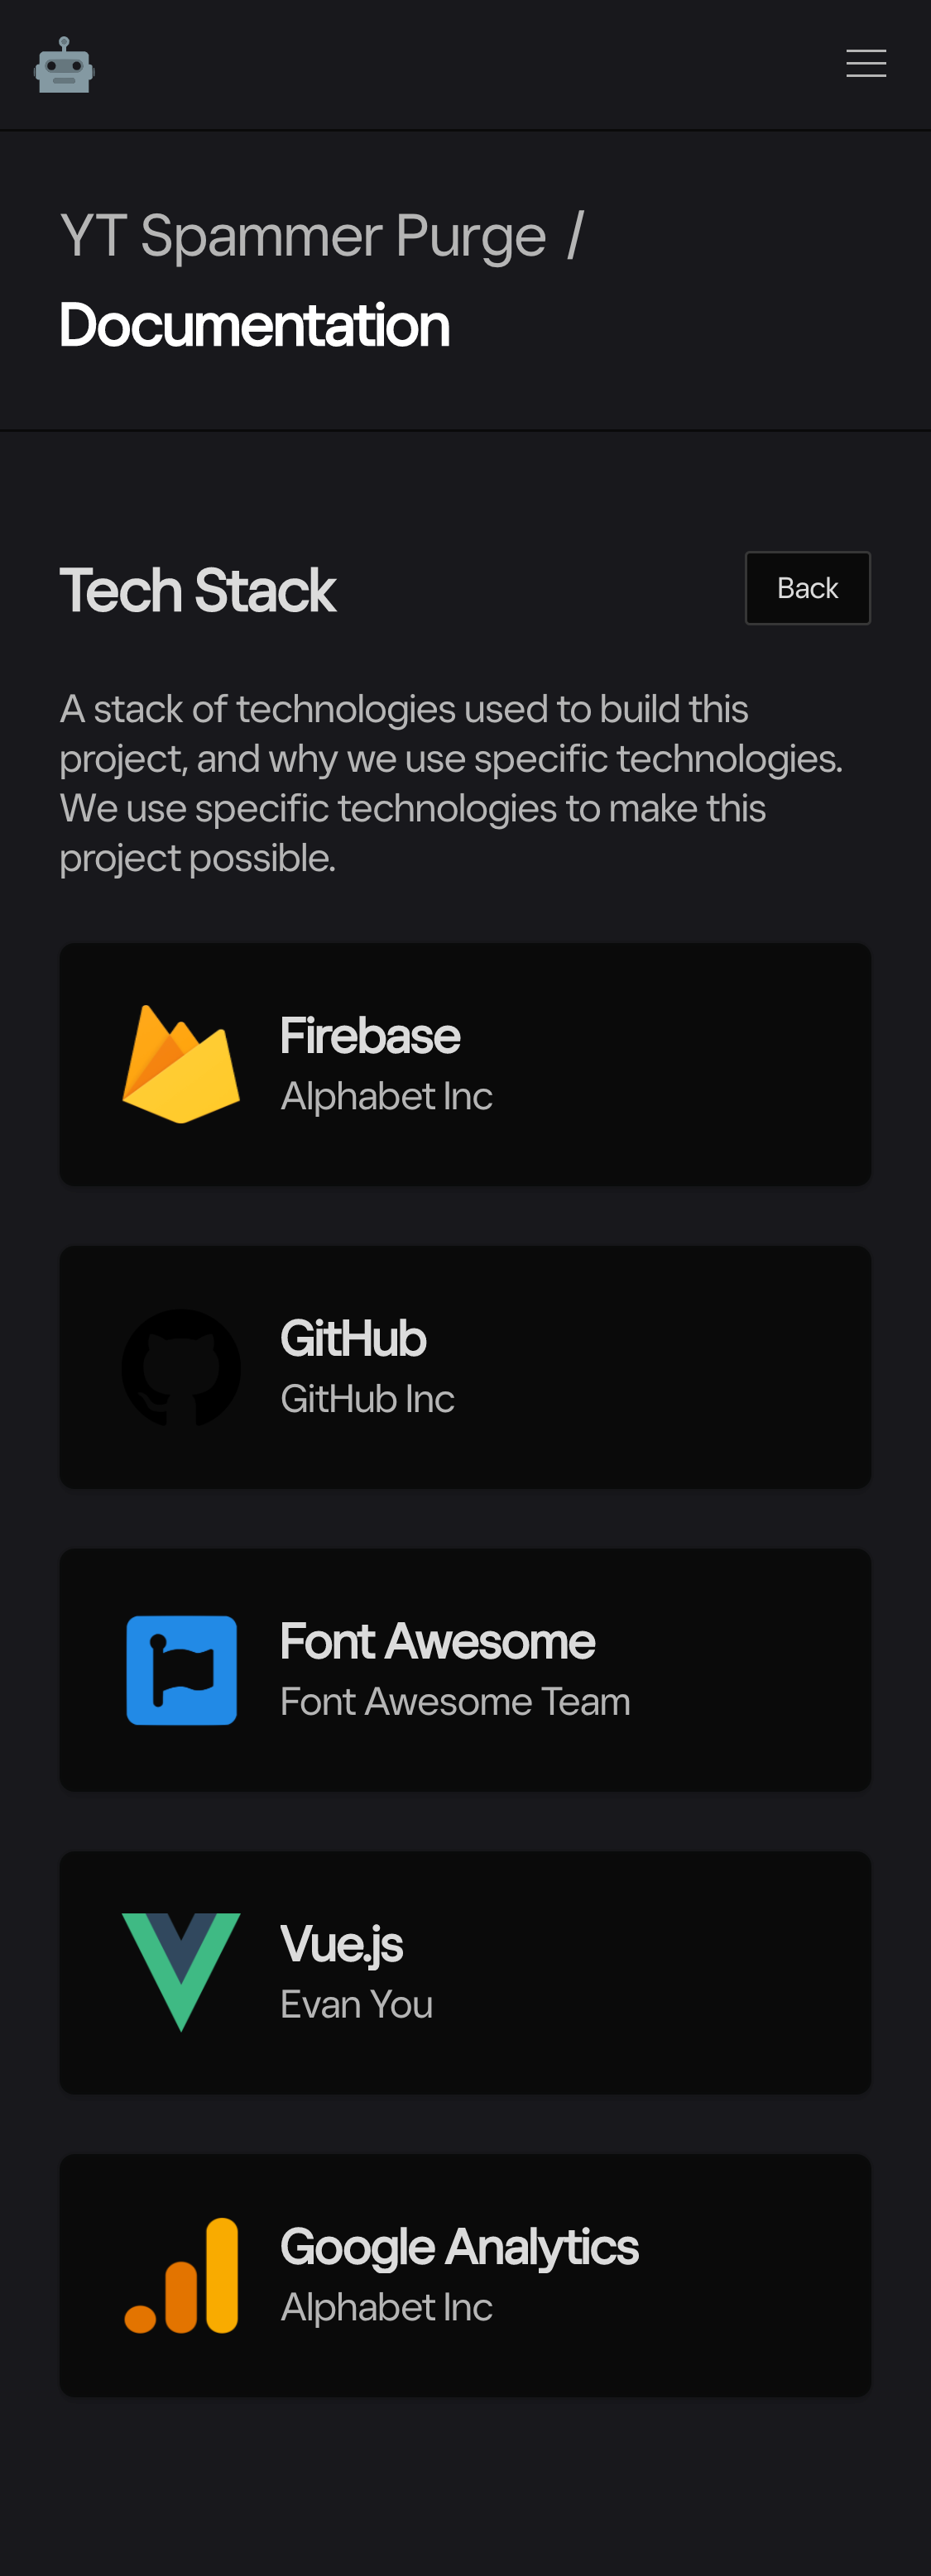 YT Spammer Purge /
Documentation
Tech Stack
Back
A stack of technologies used to build this
project, and why we use specific technologies.
We use specific technologies to make this
project possible.
Firebase
Alphabet Inc
GitHub
GitHub Inc
Font Awesome
Font Awesome Team
Vue.js
Evan You
Google Analytics
Alphabet Inc